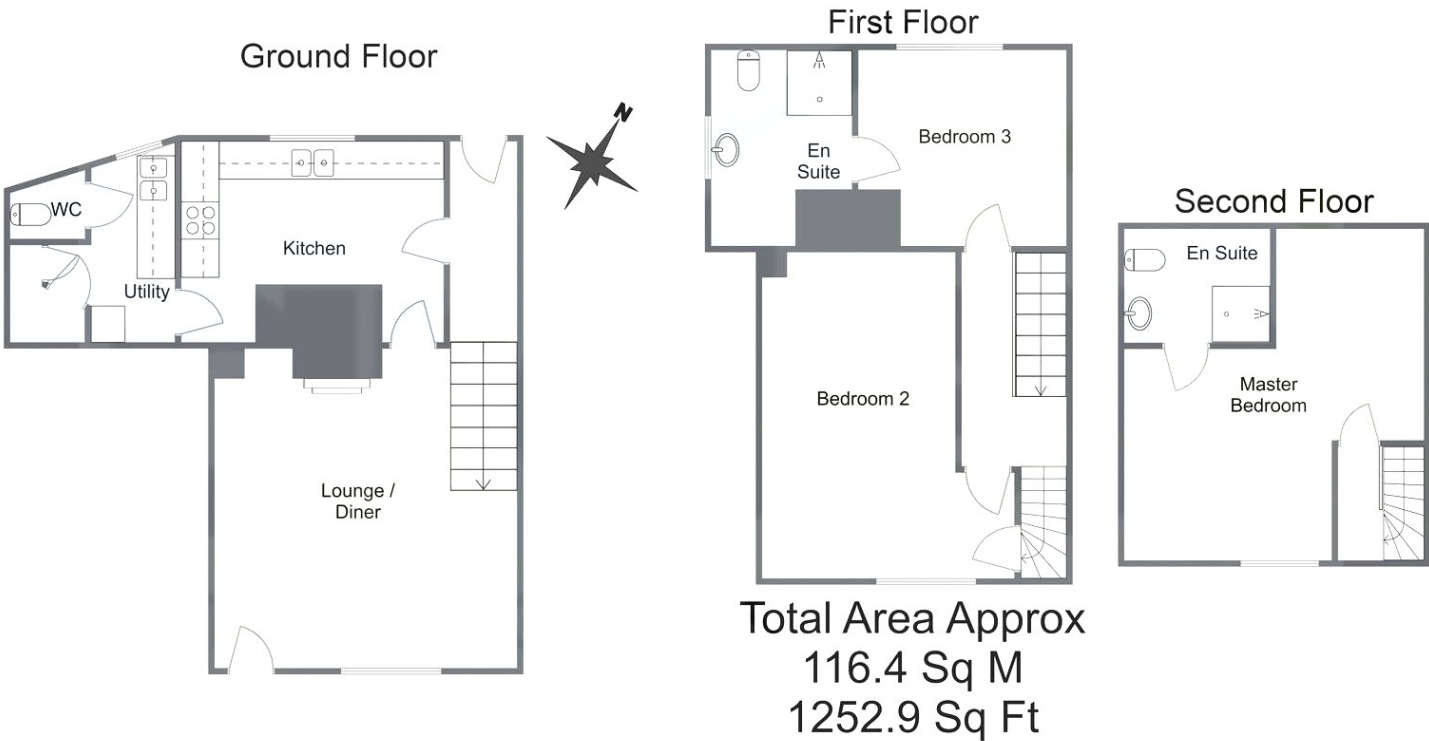 Ground Floor
N
WC
Utility
Kitchen
Lounge /
Diner
First Floor
En
Suite
Bedroom 3
Bedroom 2
Second Floor
En Suite
Master
Bedroom
Total Area Approx
116.4 Sq M
1252.9 Sq Ft